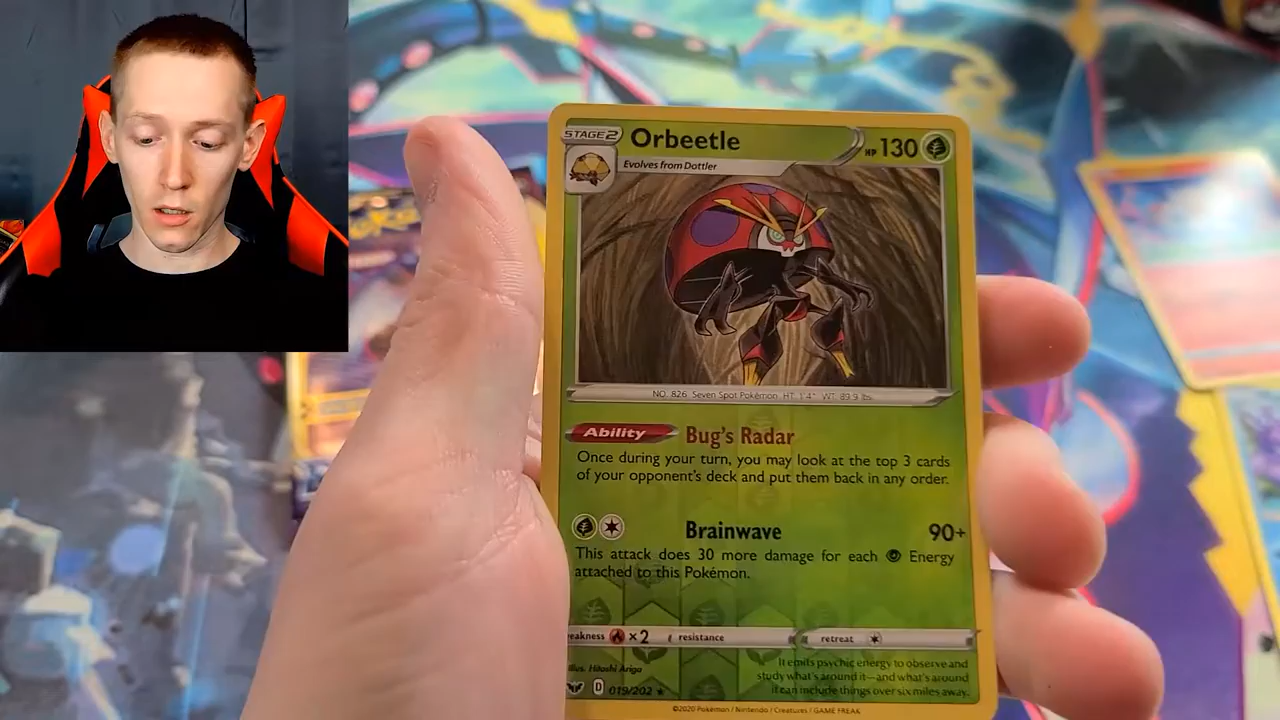 STAGE2
Orbeetle
HP 130
Evolves from Dottler
NO. 826 Seven Spot Pokémon HT. 1'4" WT. 89.9 lbs.
Ability Bug's Radar
Once during your turn, you may look at the top 3 cards
of your opponent's deck and put them back in any order.
Brainwave 90+
This attack does 30 more damage for each Energy
attached to this Pokémon.
eakness ×2 resistance retreat
illus. Hitoshi Ariga
It emits psychic energy to observe and
study what's around it—and what's around
it can include things over six miles away.
D 019/202 ★
©2020 Pokémon / Nintendo / Creatures / GAME FREAK